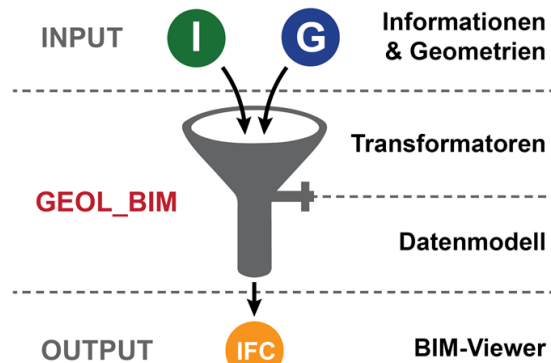 INPUT
I
G
Informationen
& Geometrien
Transformatoren
GEOL_BIM
Datenmodell
OUTPUT
IFC
BIM-Viewer